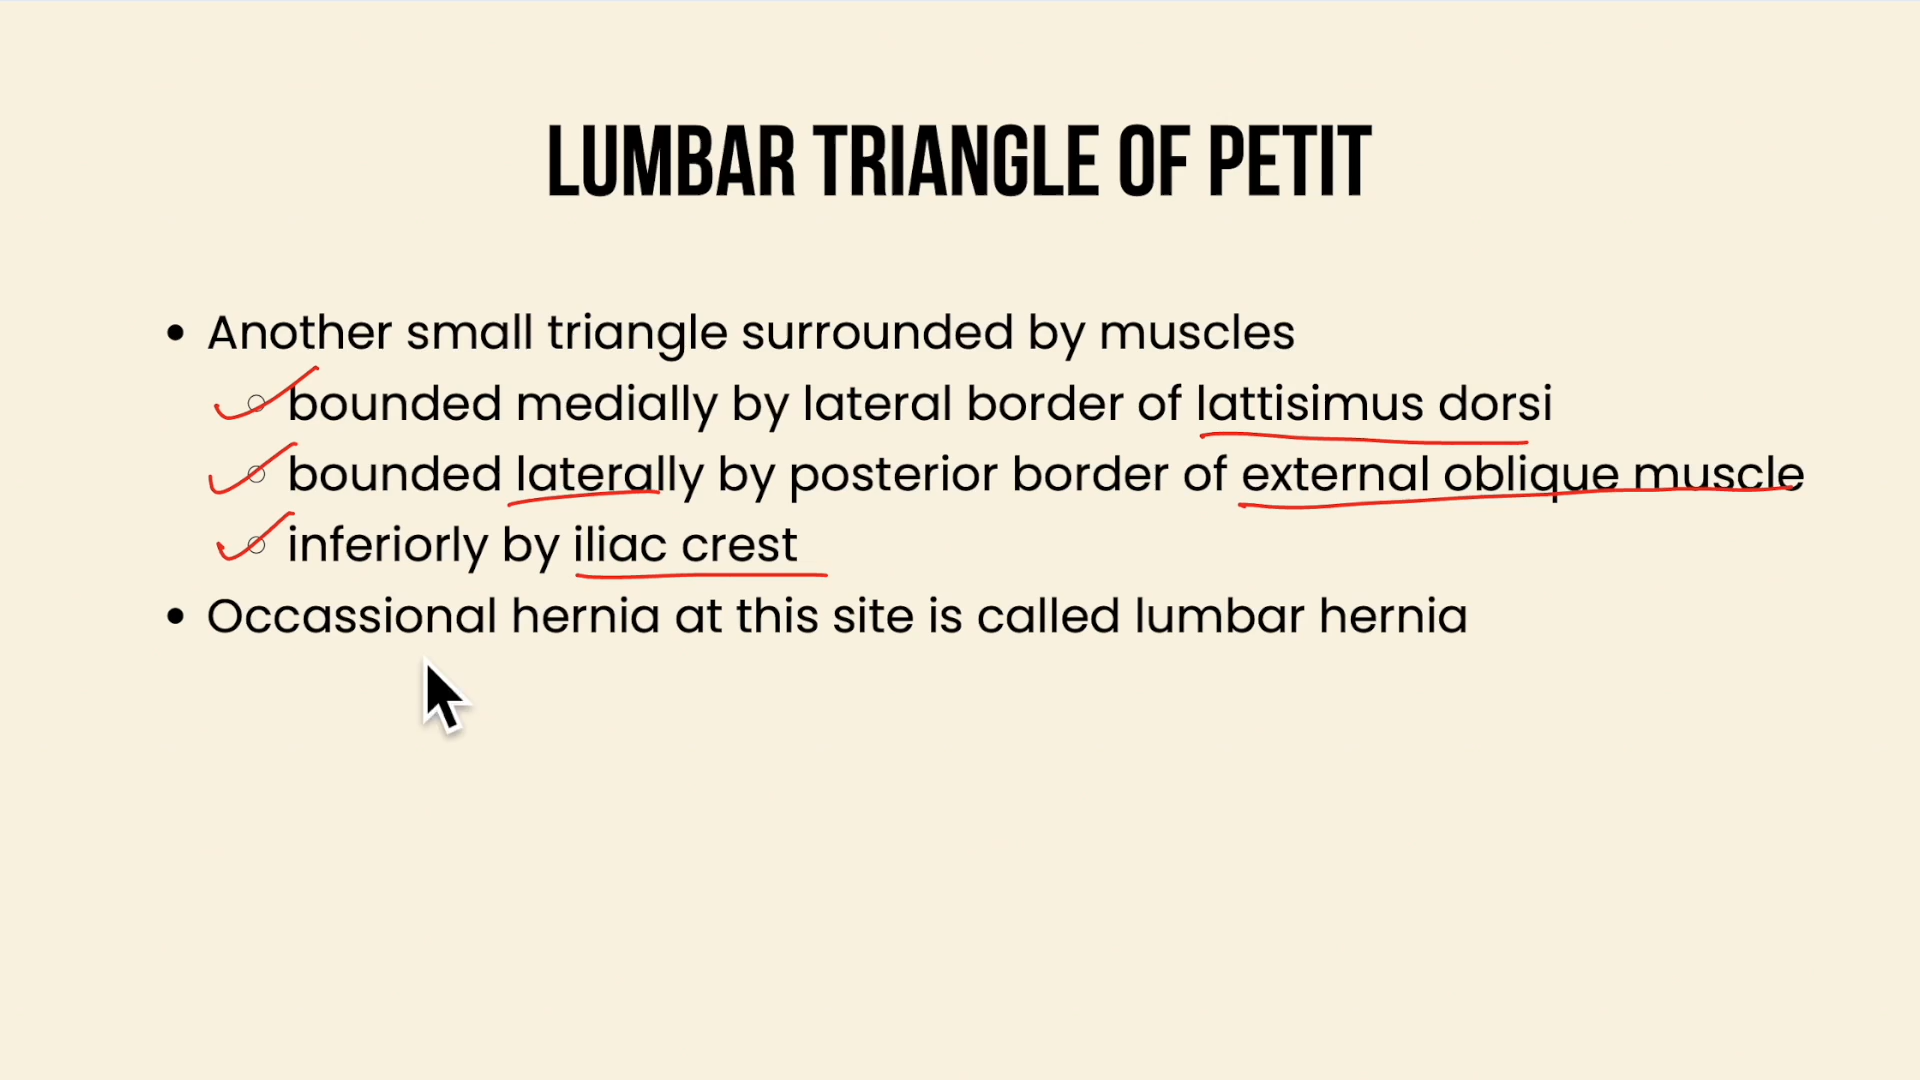 LUMBAR TRIANGLE OF PETIT
Another small triangle surrounded by muscles
bounded medially by lateral border of lattisimus dorsi
bounded laterally by posterior border of external oblique muscle
inferiorly by iliac crest
Occassional hernia at this site is called lumbar hernia